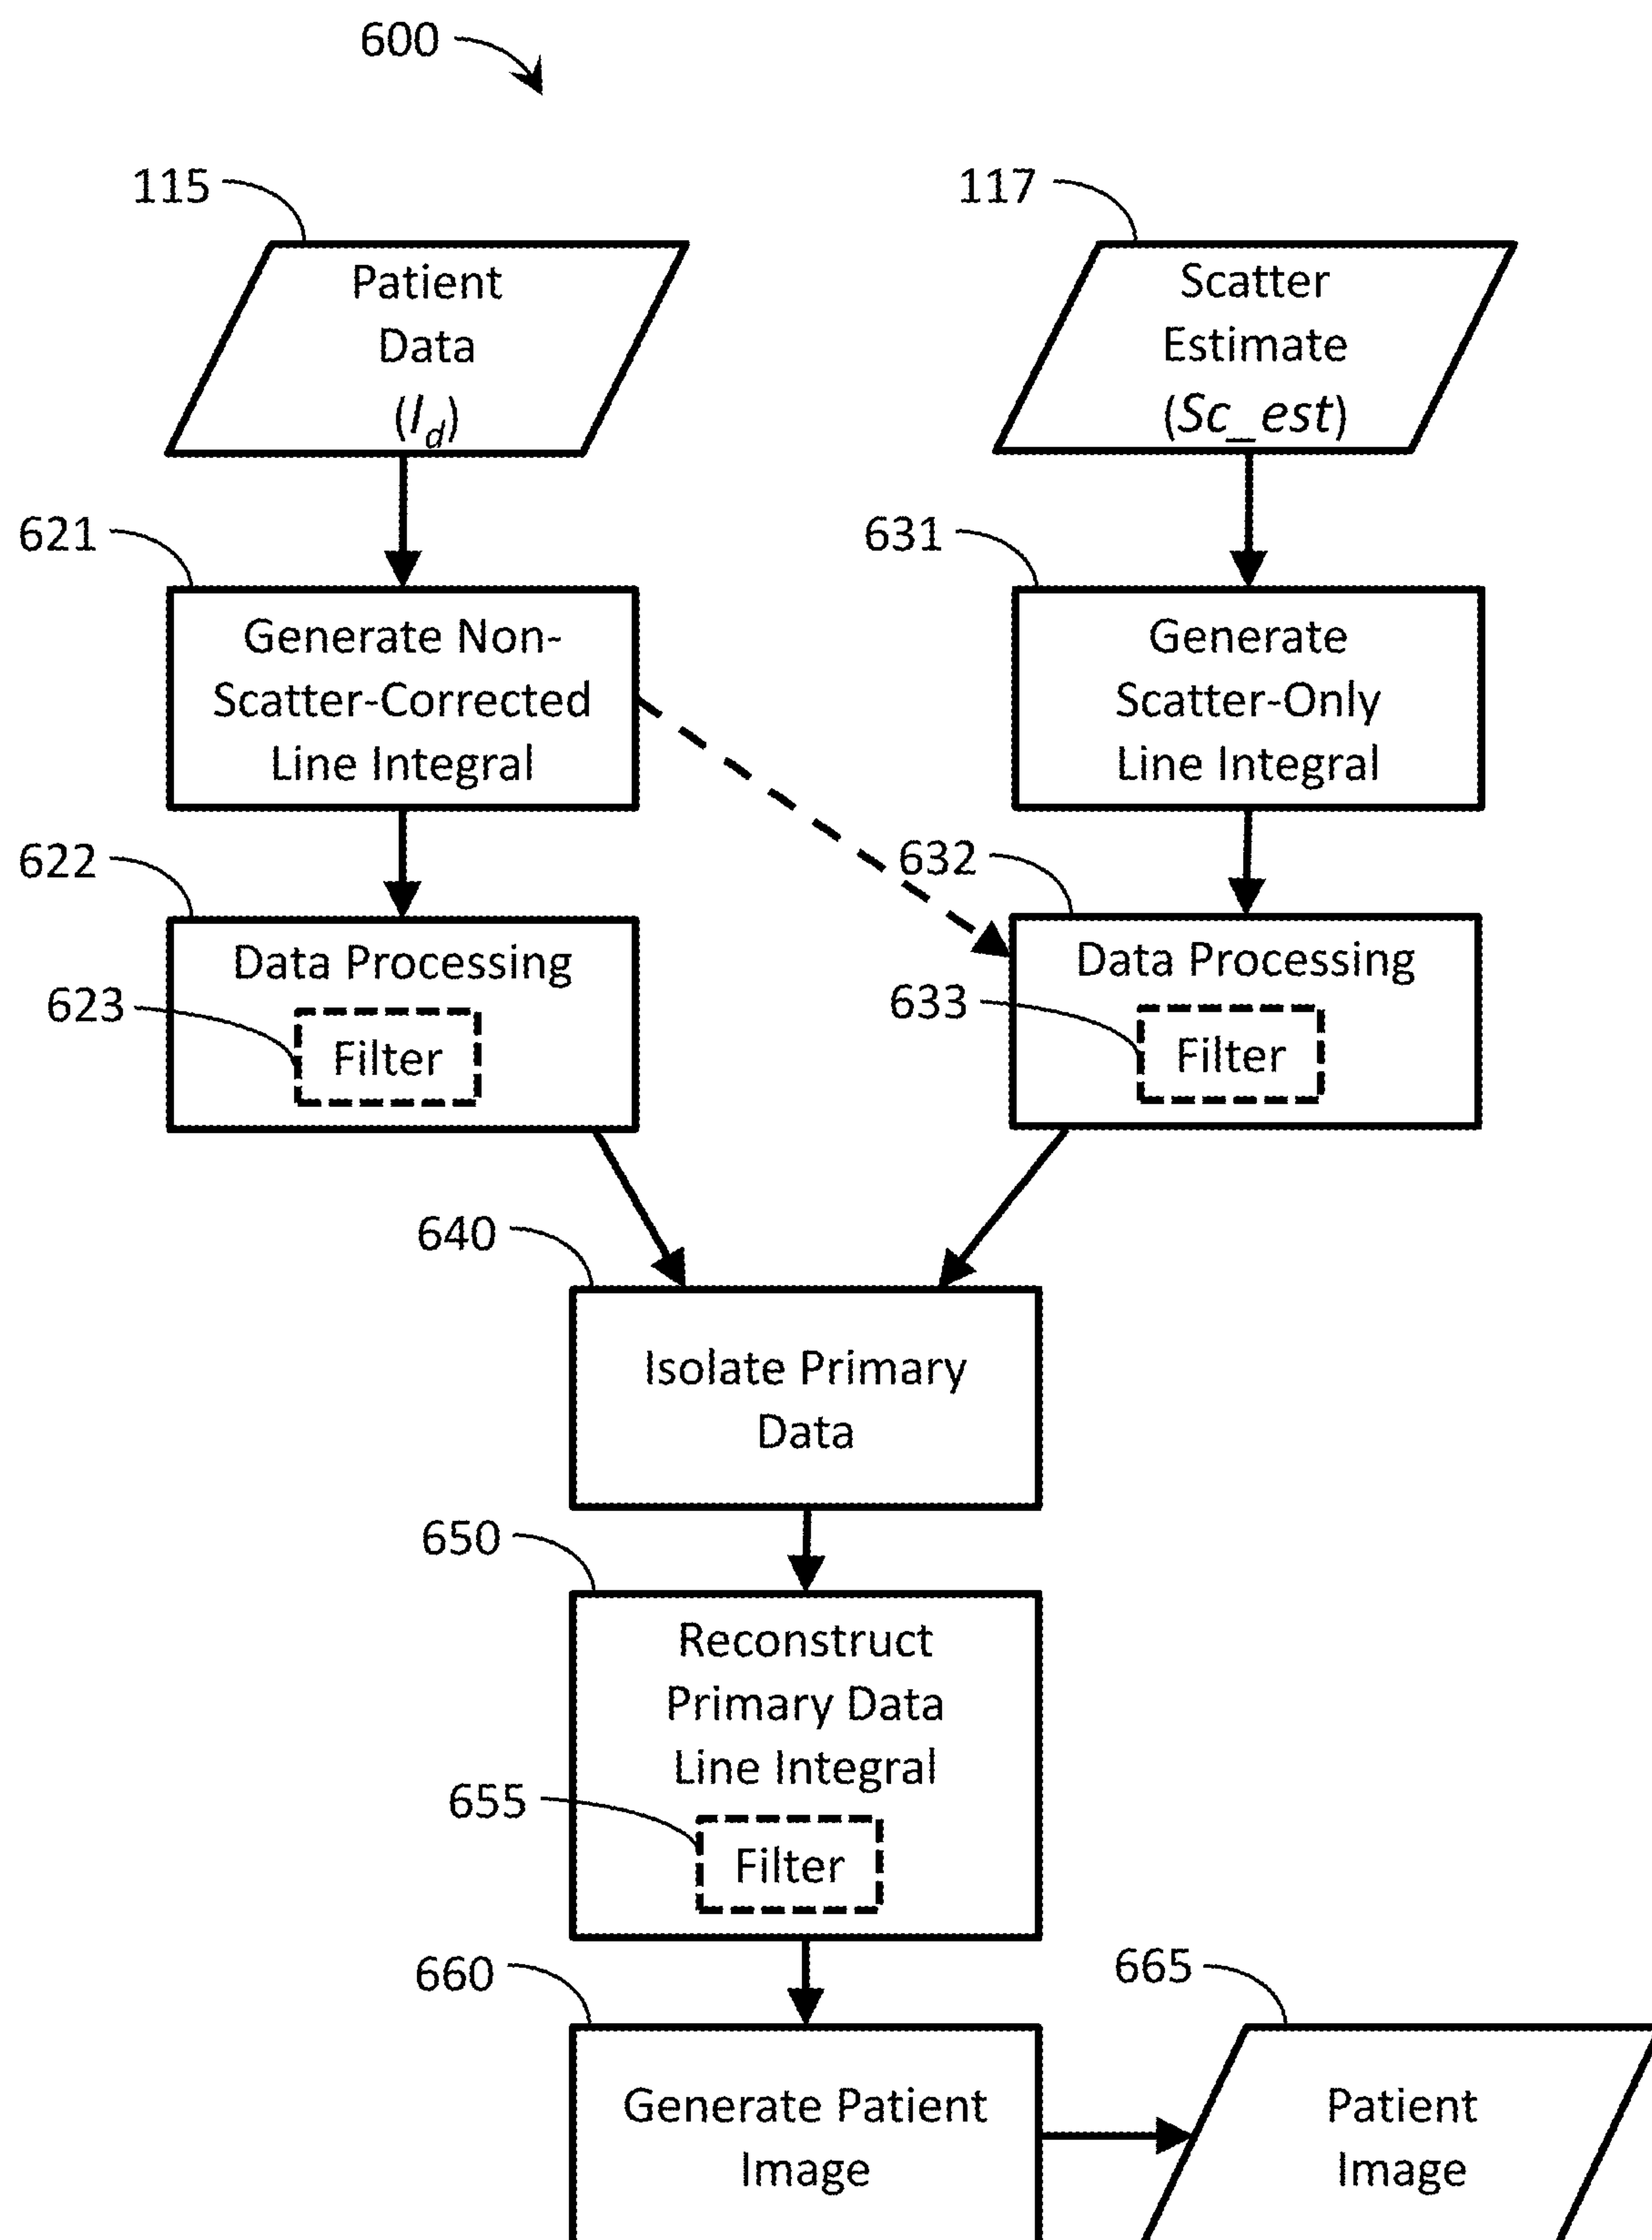 600
115
Patient
Data
(I_d)
117
Scatter
Estimate
(Sc_est)
621
Generate Non-
Scatter-Corrected
Line Integral
631
Generate
Scatter-Only
Line Integral
622
Data Processing
623
Filter
632
Data Processing
633
Filter
640
Isolate Primary
Data
650
Reconstruct
Primary Data
Line Integral
655
Filter
660
Generate Patient
Image
665
Patient
Image